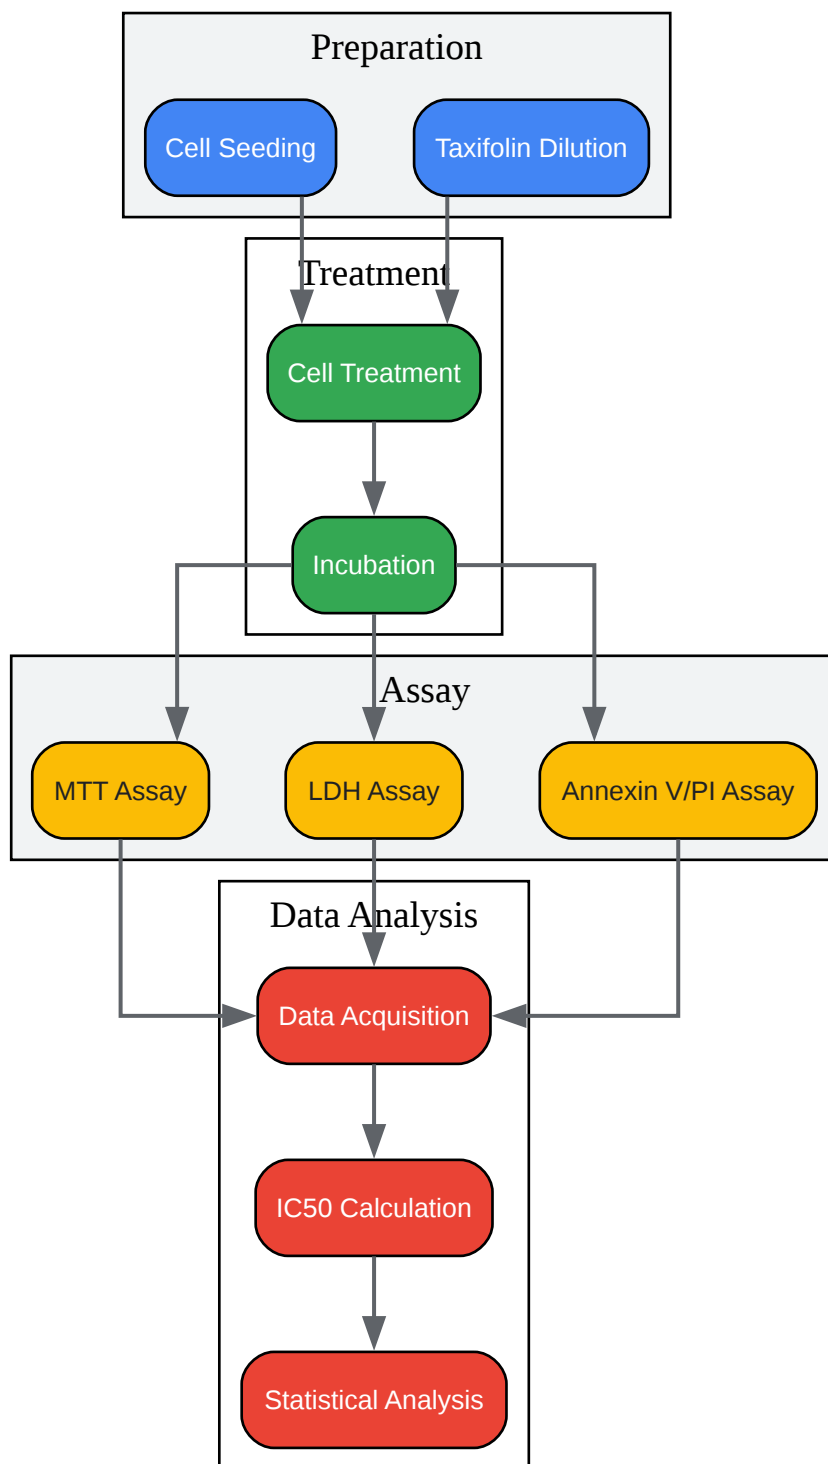 Preparation
Cell Seeding
Taxifolin Dilution
Treatment
Cell Treatment
Incubation
Assay
MTT Assay
LDH Assay
Annexin V/PI Assay
Data Analysis
Data Acquisition
IC50 Calculation
Statistical Analysis